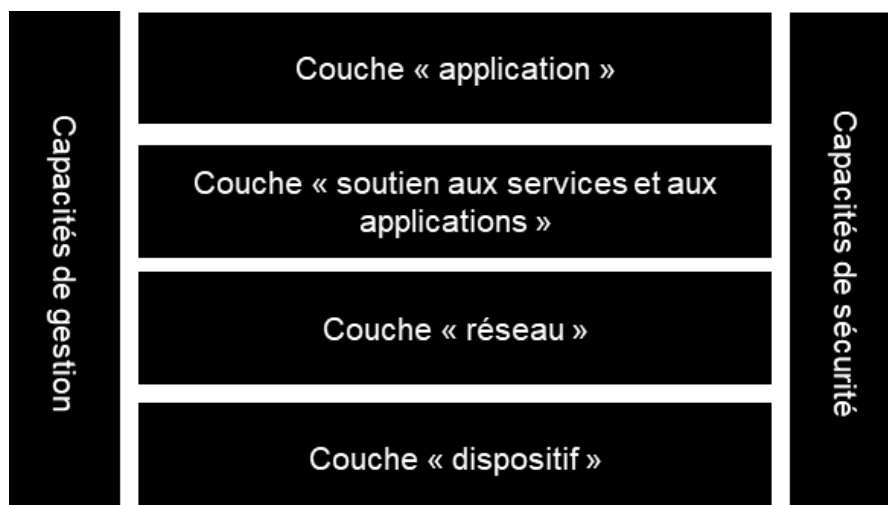 Capacités de gestion
Couche « application »
Couche « soutien aux services et aux
applications »
Couche « réseau »
Couche « dispositif »
Capacités de sécurité